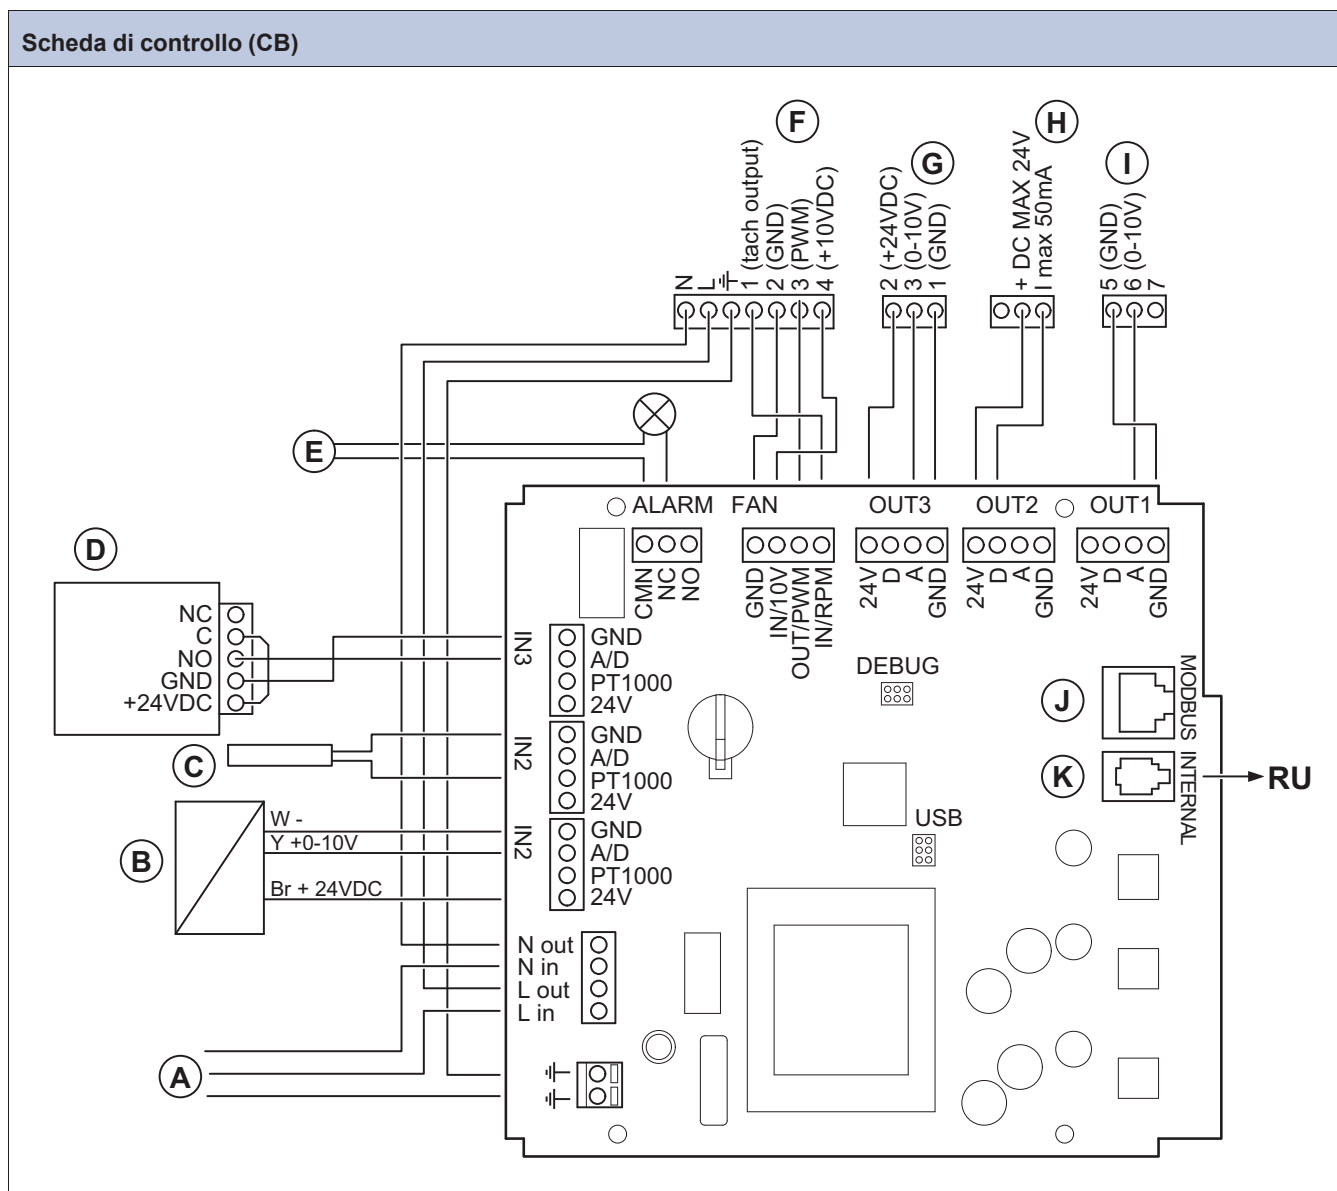 Scheda di controllo (CB)
F
H
G
I
N
L
1 (tach output)
2 (GND)
3 (PWM)
4 (+10VDC)
2 (+24VDC)
3 (0-10V)
1 (GND)
+ DC MAX 24V
I max 50mA
5 (GND)
6 (0-10V)
7
E
ALARM
FAN
OUT3
OUT2
OUT1
D
CMN
NC
NO
GND
IN/10V
OUT/PWM
IN/RPM
24V
D
A
GND
24V
D
A
GND
24V
D
A
GND
NC
C
NO
GND
+24VDC
IN3
GND
A/D
PT1000
24V
DEBUG
J
MODBUS
C
IN2
GND
A/D
PT1000
24V
K
INTERNAL
RU
B
W -
Y +0-10V
Br + 24VDC
IN2
GND
A/D
PT1000
24V
USB
N out
N in
L out
L in
A